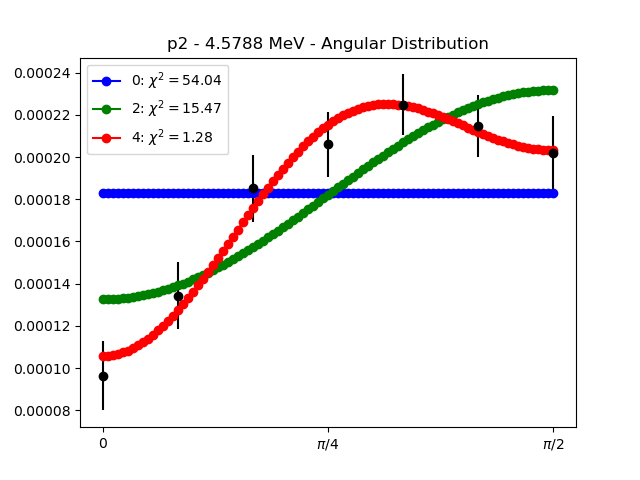 p2 - 4.5788 MeV - Angular Distribution
0.00024
0.00022
0.00020
0.00018
0.00016
0.00014
0.00012
0.00010
0.00008
0: χ² = 54.04
2: χ² = 15.47
4: χ² = 1.28
0
π/4
π/2